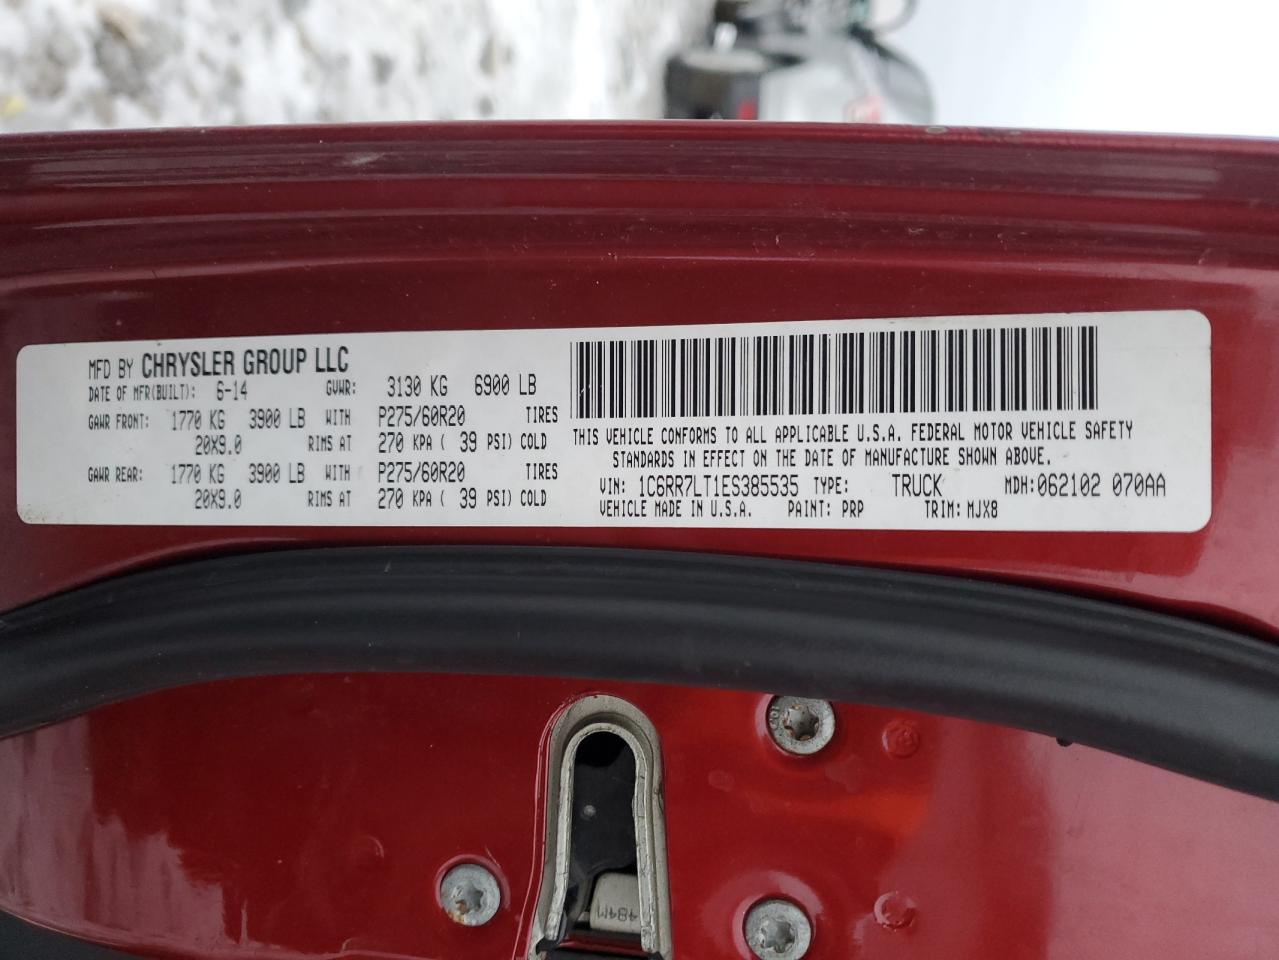 MFD BY CHRYSLER GROUP LLC
DATE OF MFR(BUILT): 6-14 GVWR: 3130 KG 6900 LB
GAWR FRONT: 1770 KG 3900 LB WITH P275/60R20 TIRES
20X9.0 RIMS AT 270 KPA ( 39 PSI) COLD
GAWR REAR: 1770 KG 3900 LB WITH P275/60R20 TIRES
20X9.0 RIMS AT 270 KPA ( 39 PSI) COLD
THIS VEHICLE CONFORMS TO ALL APPLICABLE U.S.A. FEDERAL MOTOR VEHICLE SAFETY
STANDARDS IN EFFECT ON THE DATE OF MANUFACTURE SHOWN ABOVE.
VIN: 1C6RR7LT1ES385535 TYPE: TRUCK MDH:062102 070AA
VEHICLE MADE IN U.S.A. PAINT: PRP TRIM: MJX8
484M